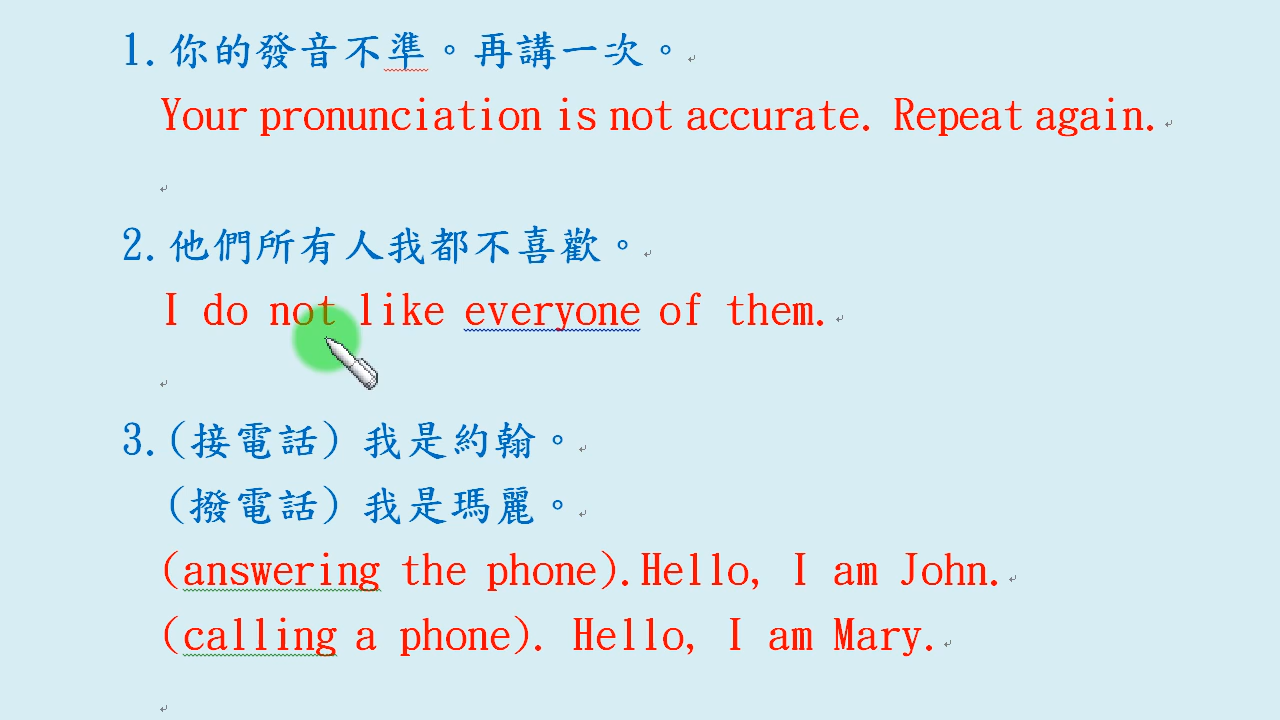 1.你的發音不準。再講一次。
Your pronunciation is not accurate. Repeat again.
2.他們所有人我都不喜歡。
I do not like everyone of them.
3.(接電話) 我是約翰。
(撥電話) 我是瑪麗。
(answering the phone).Hello, I am John.
(calling a phone). Hello, I am Mary.